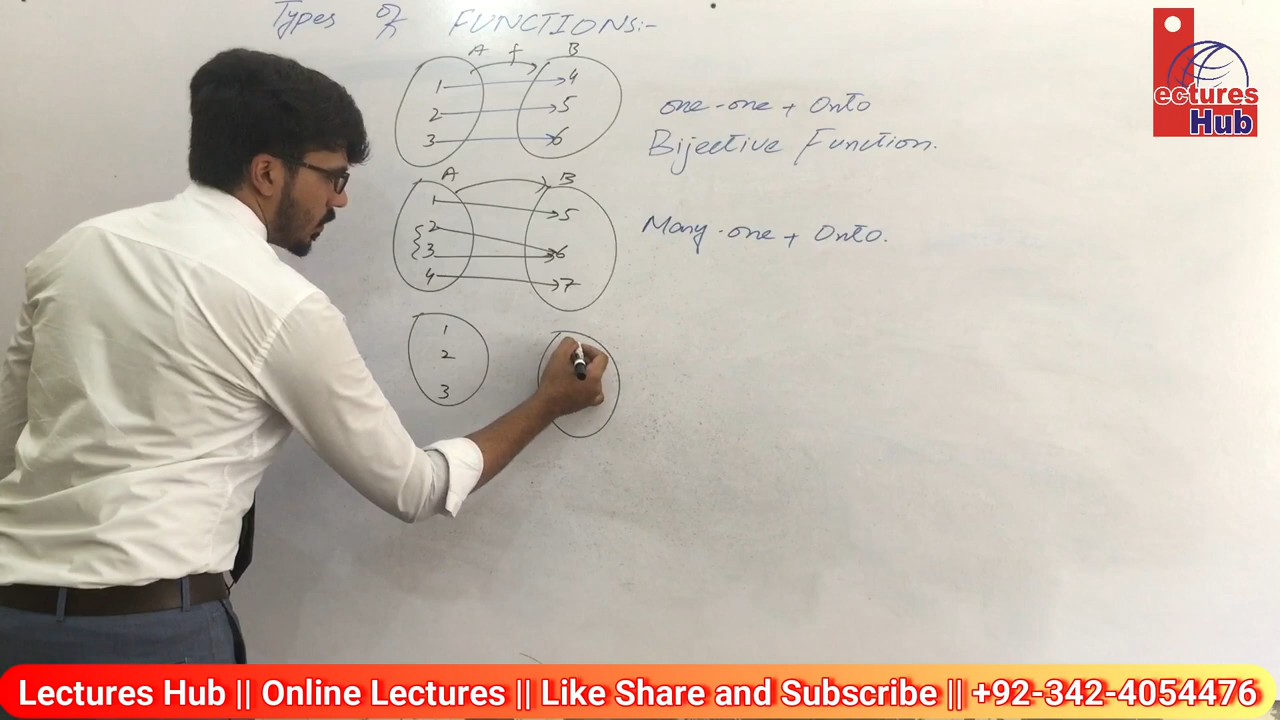 Types of FUNCTIONS:-
A f B
1 4
2 5
3 6
one-one + Onto
Bijective Function.
A B
1 5
2 6
3
4 7
Many-one + Onto.
1
2
3
Lectures
Hub
Lectures Hub || Online Lectures || Like Share and Subscribe || +92-342-4054476